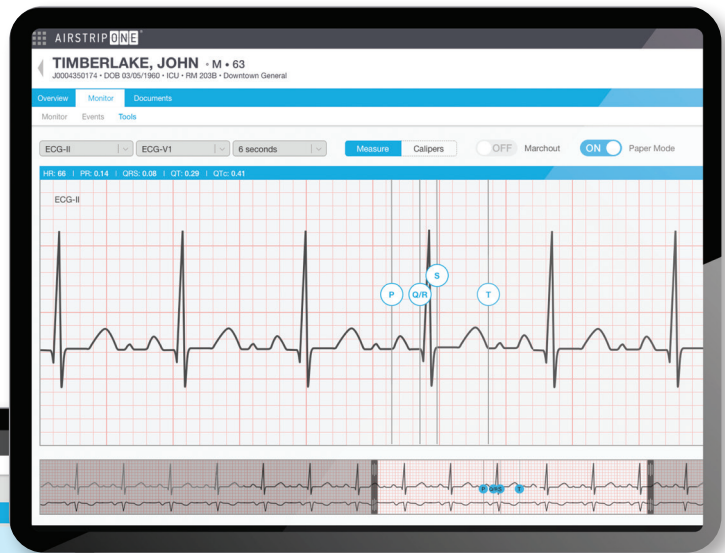 AIRSTRIP ONE
TIMBERLAKE, JOHN • M • 63
J0004350174 • DOB 03/05/1960 • ICU • RM 203B • Downtown General
Overview Monitor Documents
Monitor Events Tools
ECG-II ECG-V1 6 seconds Measure Calipers OFF Marchout ON Paper Mode
HR: 66 | PR: 0.14 | QRS: 0.08 | QT: 0.29 | QTc: 0.41
ECG-II
S
P Q/R T
P Q/R S T